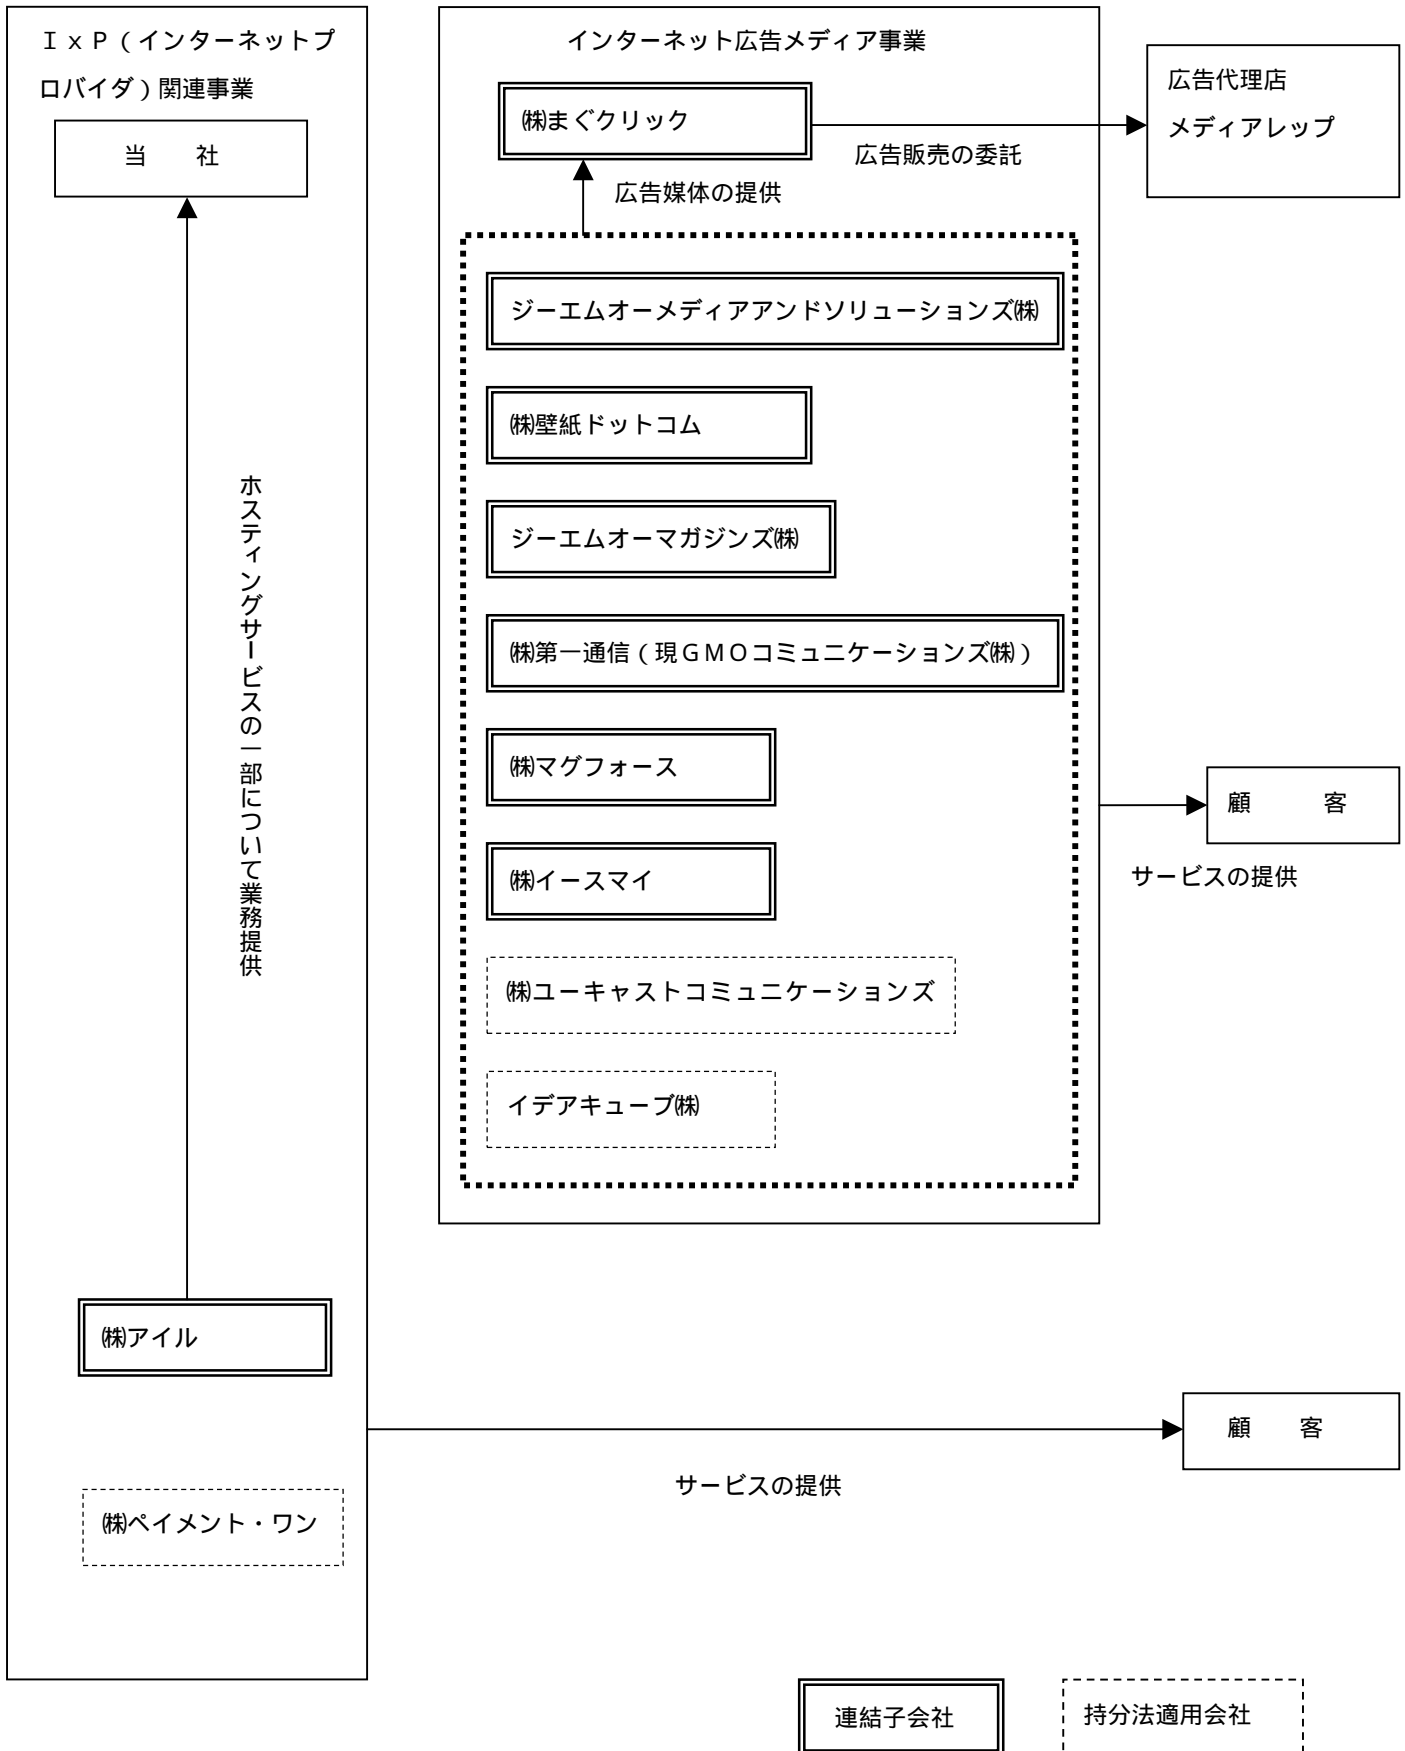 ＩｘＰ（インターネットプ
ロバイダ）関連事業
当　　社
ホスティングサービスの一部について業務提供
㈱アイル
㈱ペイメント・ワン
インターネット広告メディア事業
㈱まぐクリック
広告販売の委託
広告代理店
メディアレップ
広告媒体の提供
ジーエムオーメディアアンドソリューションズ㈱
㈱壁紙ドットコム
ジーエムオーマガジンズ㈱
㈱第一通信（現ＧＭＯコミュニケーションズ㈱）
㈱マグフォース
㈱イースマイ
㈱ユーキャストコミュニケーションズ
イデアキューブ㈱
顧　　　客
サービスの提供
顧　　客
サービスの提供
連結子会社
持分法適用会社